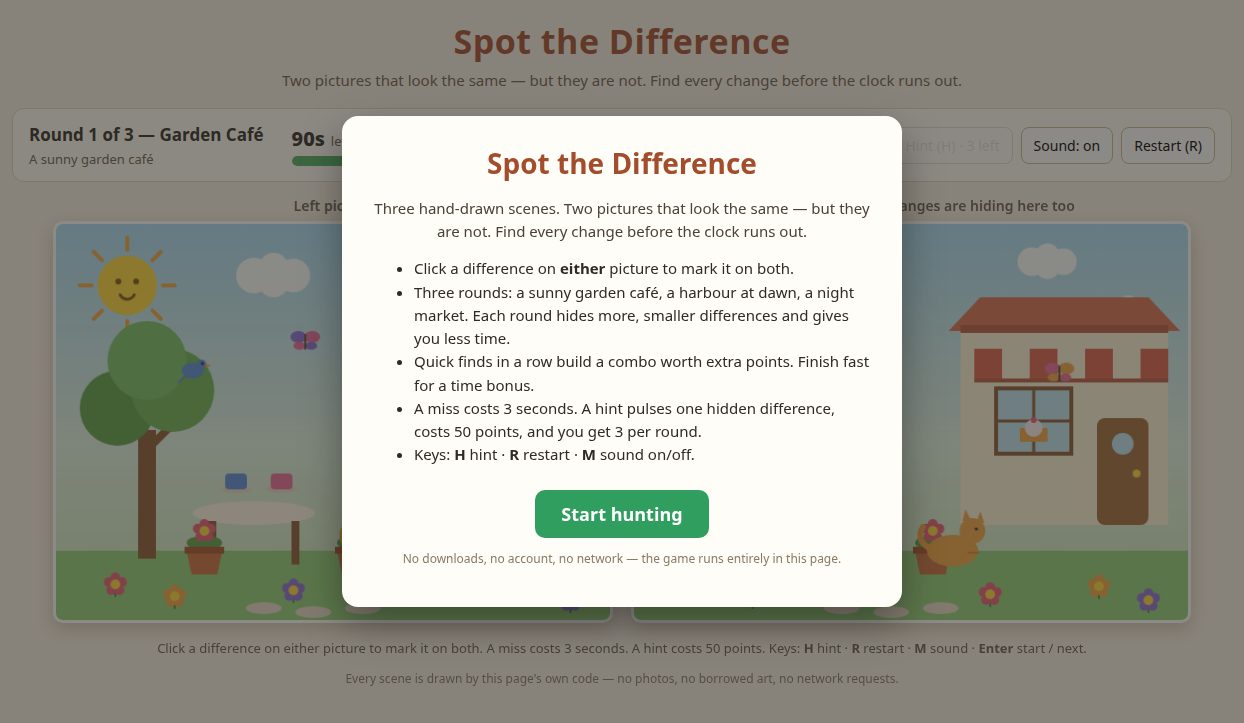 Spot the Difference
Two pictures that look the same — but they are not. Find every change before the clock runs out.
Round 1 of 3 — Garden Café
A sunny garden café
90s
Hint (H) · 3 left
Sound: on
Restart (R)
Left
are hiding here too
Spot the Difference
Three hand-drawn scenes. Two pictures that look the same — but they
are not. Find every change before the clock runs out.
• Click a difference on either picture to mark it on both.
• Three rounds: a sunny garden café, a harbour at dawn, a night
market. Each round hides more, smaller differences and gives
you less time.
• Quick finds in a row build a combo worth extra points. Finish fast
for a time bonus.
• A miss costs 3 seconds. A hint pulses one hidden difference,
costs 50 points, and you get 3 per round.
• Keys: H hint · R restart · M sound on/off.
Start hunting
No downloads, no account, no network — the game runs entirely in this page.
Click a difference on either picture to mark it on both. A miss costs 3 seconds. A hint costs 50 points. Keys: H hint · R restart · M sound · Enter start / next.
Every scene is drawn by this page's own code — no photos, no borrowed art, no network requests.